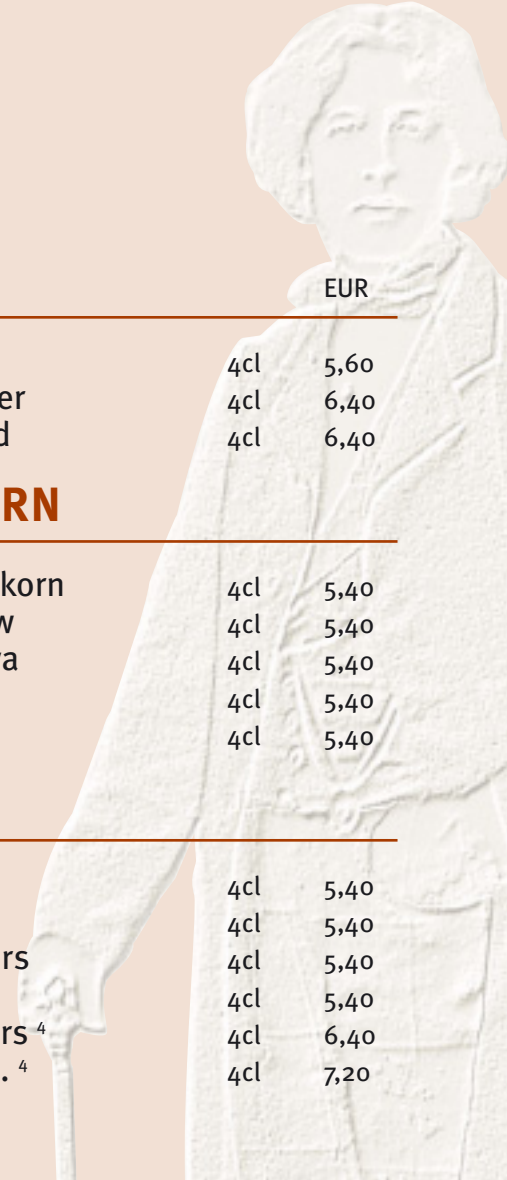 EUR
4cl 5,60
er 4cl 6,40
d 4cl 6,40
RN
korn 4cl 5,40
w 4cl 5,40
a 4cl 5,40
4cl 5,40
4cl 5,40
4cl 5,40
4cl 5,40
rs 4cl 5,40
4cl 5,40
rs ⁴ 4cl 6,40
. ⁴ 4cl 7,20